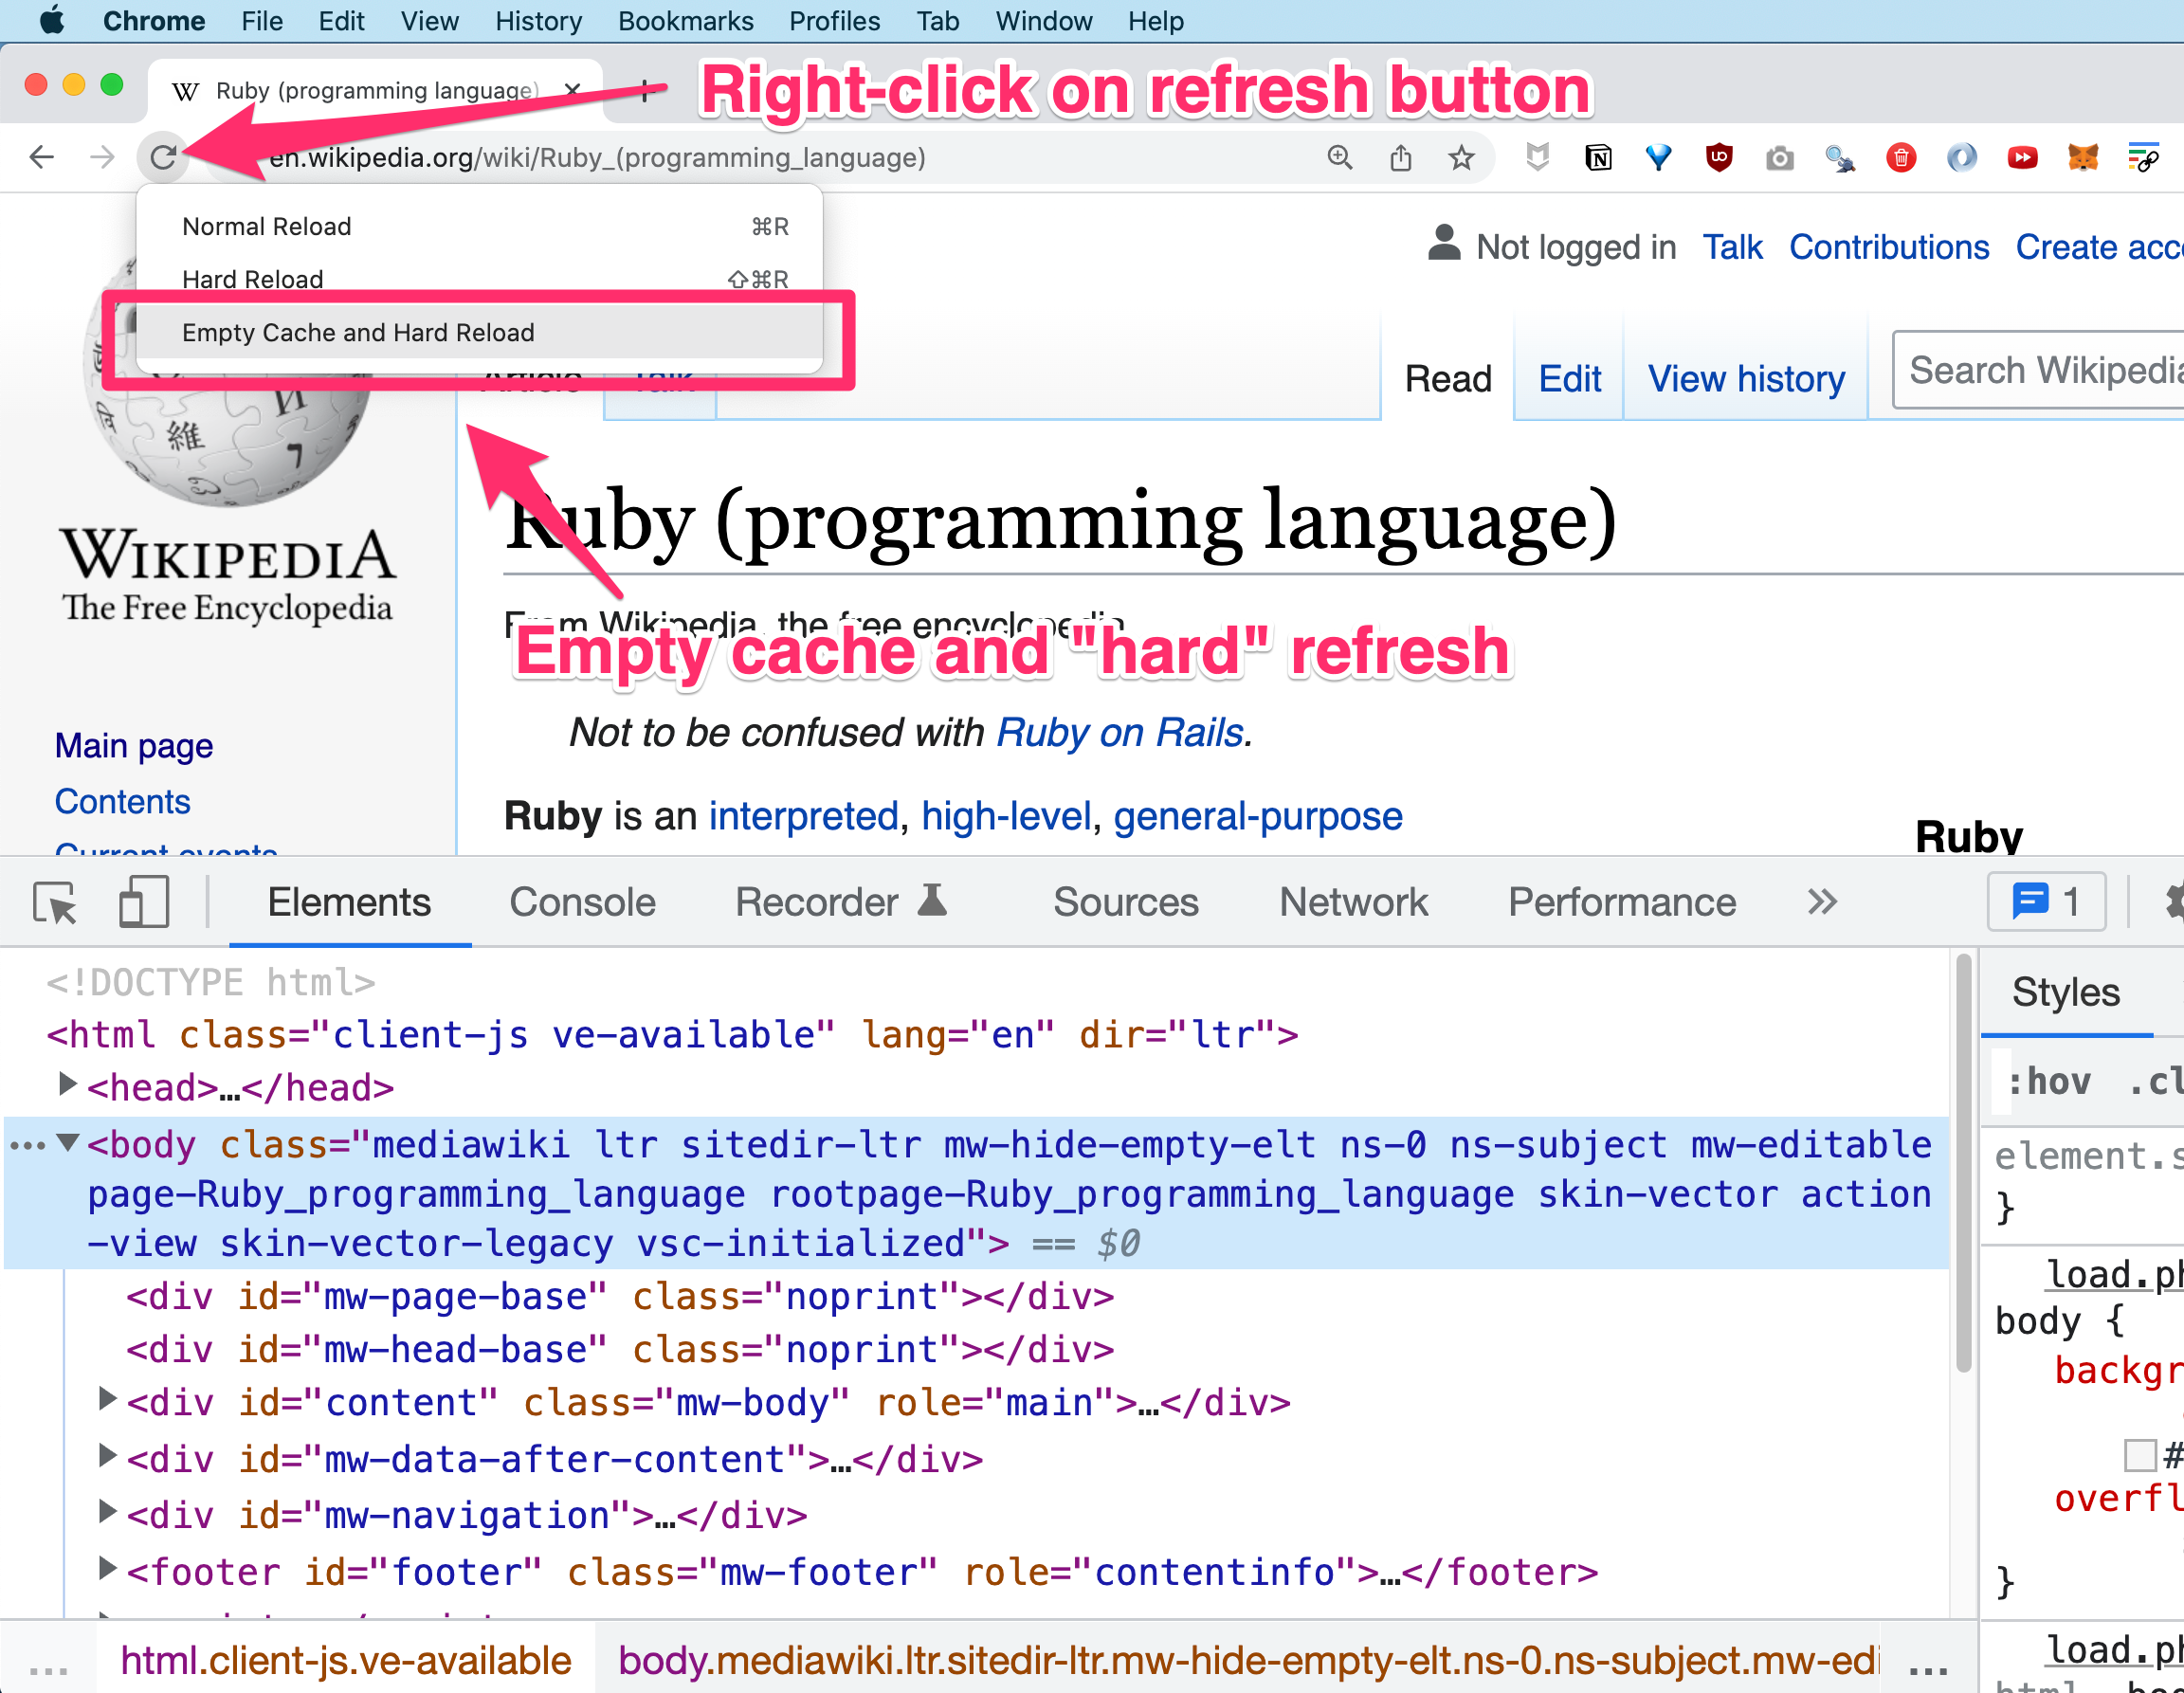 Chrome File Edit View History Bookmarks Profiles Tab Window Help
W Ruby (programming language)
Right-click on refresh button
en.wikipedia.org/wiki/Ruby_(programming_language)
Normal Reload ⌘R
Hard Reload ⇧⌘R
Empty Cache and Hard Reload
Not logged in Talk Contributions Create
Article Talk
Read Edit View history Search
WIKIPEDIA
The Free Encyclopedia
Ruby (programming language)
From Wikipedia, the free encyclopedia
Empty cache and "hard" refresh
Not to be confused with Ruby on Rails.
Main page
Contents
Current events
Ruby is an interpreted, high-level, general-purpose
Ruby
Elements Console Recorder Sources Network Performance » 1
<!DOCTYPE html>
<html class="client-js ve-available" lang="en" dir="ltr">
<head>…</head>
<body class="mediawiki ltr sitedir-ltr mw-hide-empty-elt ns-0 ns-subject mw-editable
page-Ruby_programming_language rootpage-Ruby_programming_language skin-vector action
-view skin-vector-legacy vsc-initialized"> == $0
<div id="mw-page-base" class="noprint"></div>
<div id="mw-head-base" class="noprint"></div>
<div id="content" class="mw-body" role="main">…</div>
<div id="mw-data-after-content">…</div>
<div id="mw-navigation">…</div>
<footer id="footer" class="mw-footer" role="contentinfo">…</footer>
... html.client-js.ve-available body.mediawiki.ltr.sitedir-ltr.mw-hide-empty-elt.ns-0.ns-subject.mw-edi ...
Styles
:hov .cl
element.s
}
load.ph
body {
backgr
#
overfl
}
load.ph